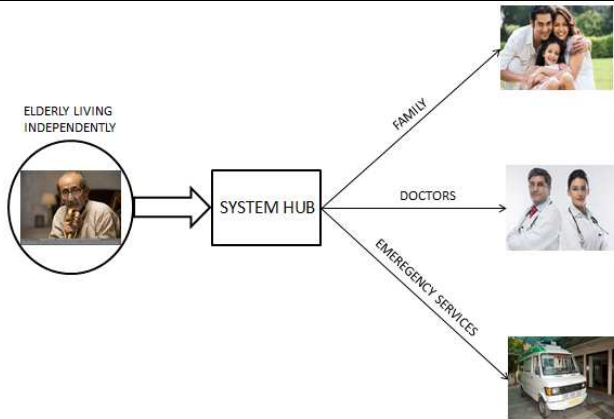 ELDERLY LIVING
INDEPENDENTLY
SYSTEM HUB
FAMILY
DOCTORS
EMEREGENCY SERVICES